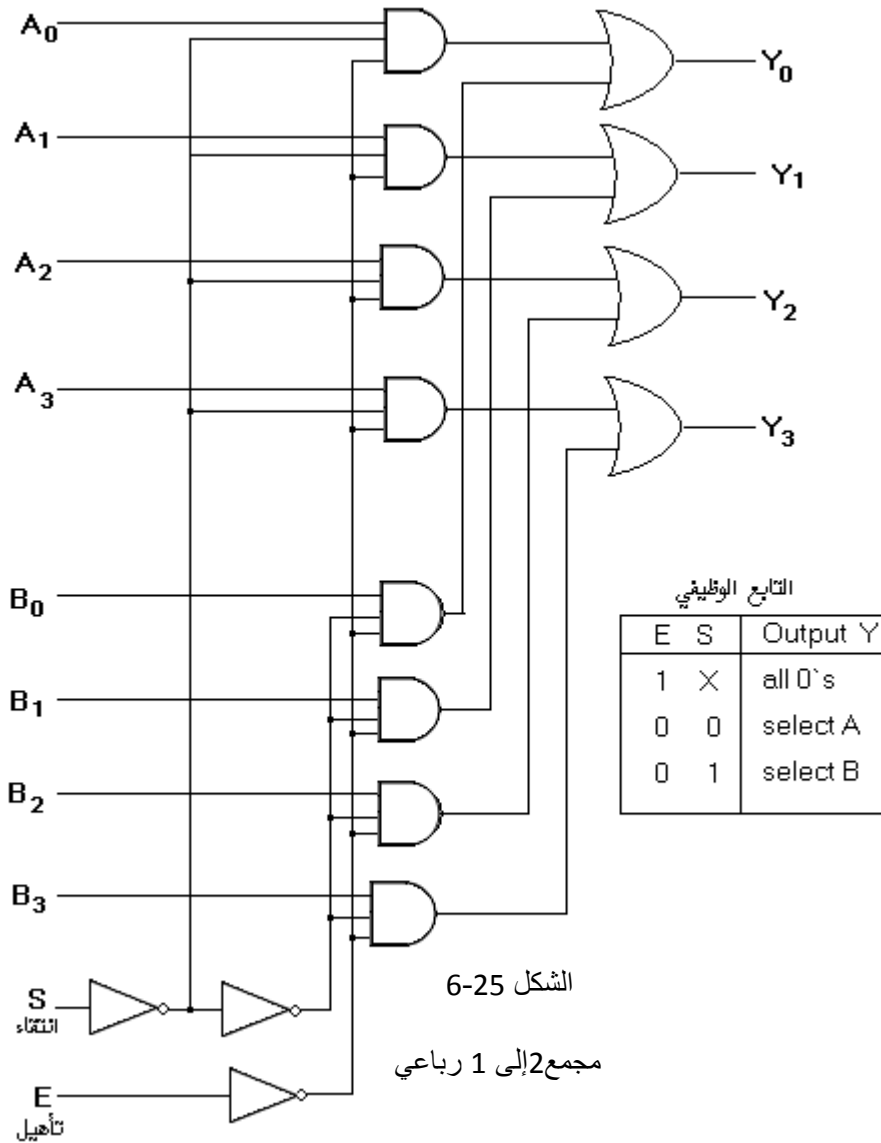 A0
Y0
A1
Y1
A2
Y2
A3
Y3
B0
B1
B2
B3
التابع الوظيفي
E S Output Y
1 X all 0`s
0 0 select A
0 1 select B
S
انتقاء
E
تأهيل
الشكل 25-6
مجمع2إلى 1 رباعي